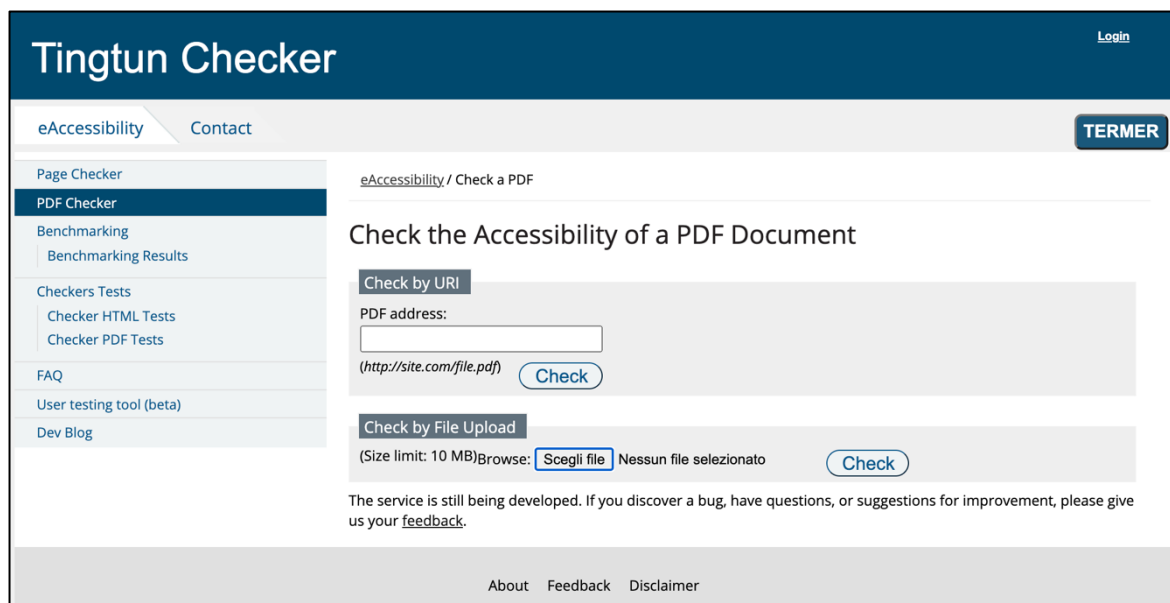 Tingtun Checker
Login
eAccessibility
Contact
TERMER
Page Checker
PDF Checker
Benchmarking
Benchmarking Results
Checkers Tests
Checker HTML Tests
Checker PDF Tests
FAQ
User testing tool (beta)
Dev Blog
eAccessibility / Check a PDF
Check the Accessibility of a PDF Document
Check by URI
PDF address:
(http://site.com/file.pdf)
Check
Check by File Upload
(Size limit: 10 MB)Browse: Scegli file Nessun file selezionato
Check
The service is still being developed. If you discover a bug, have questions, or suggestions for improvement, please give
us your feedback.
About Feedback Disclaimer